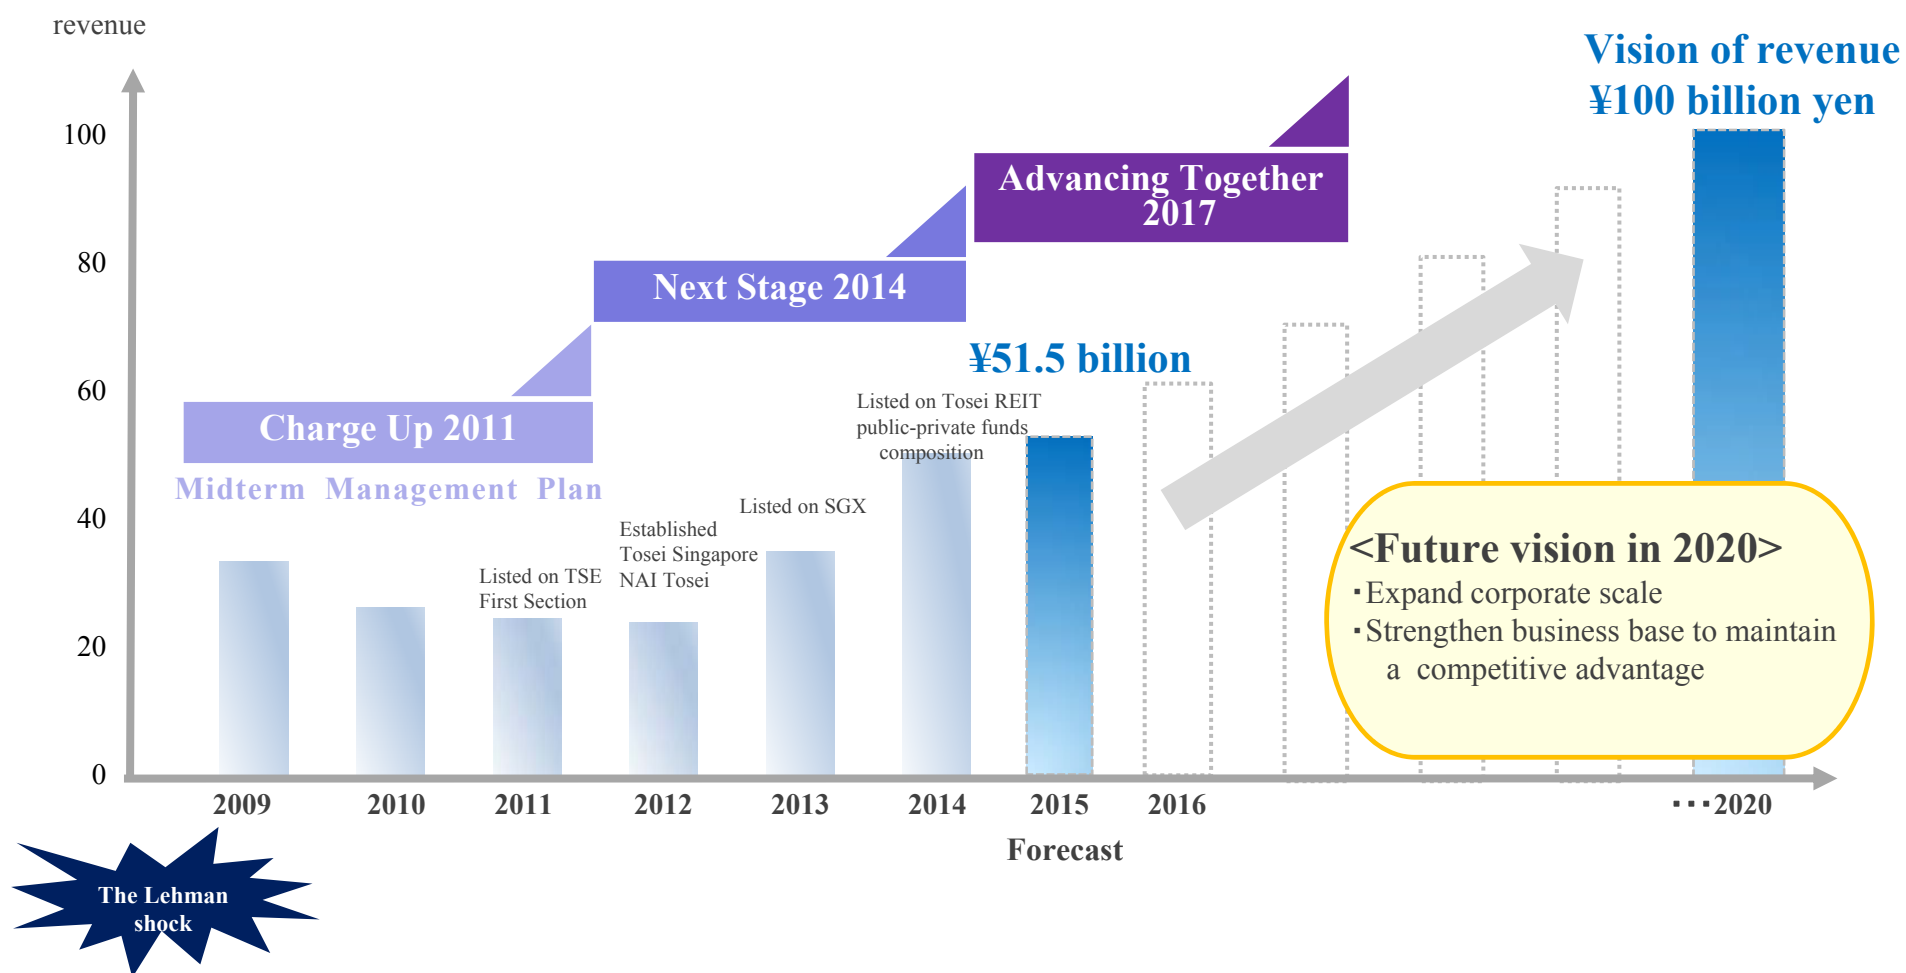 revenue
Vision of revenue
¥100 billion yen
100
80
60
40
20
0
Advancing Together
2017
Next Stage 2014
Charge Up 2011
Midterm Management Plan
¥51.5 billion
Listed on Tosei REIT
public-private funds
composition
Listed on SGX
Established
Tosei Singapore
NAI Tosei
Listed on TSE
First Section
<Future vision in 2020>
・Expand corporate scale
・Strengthen business base to maintain
a competitive advantage
2009 2010 2011 2012 2013 2014 2015 2016 ･･･2020
Forecast
The Lehman
shock